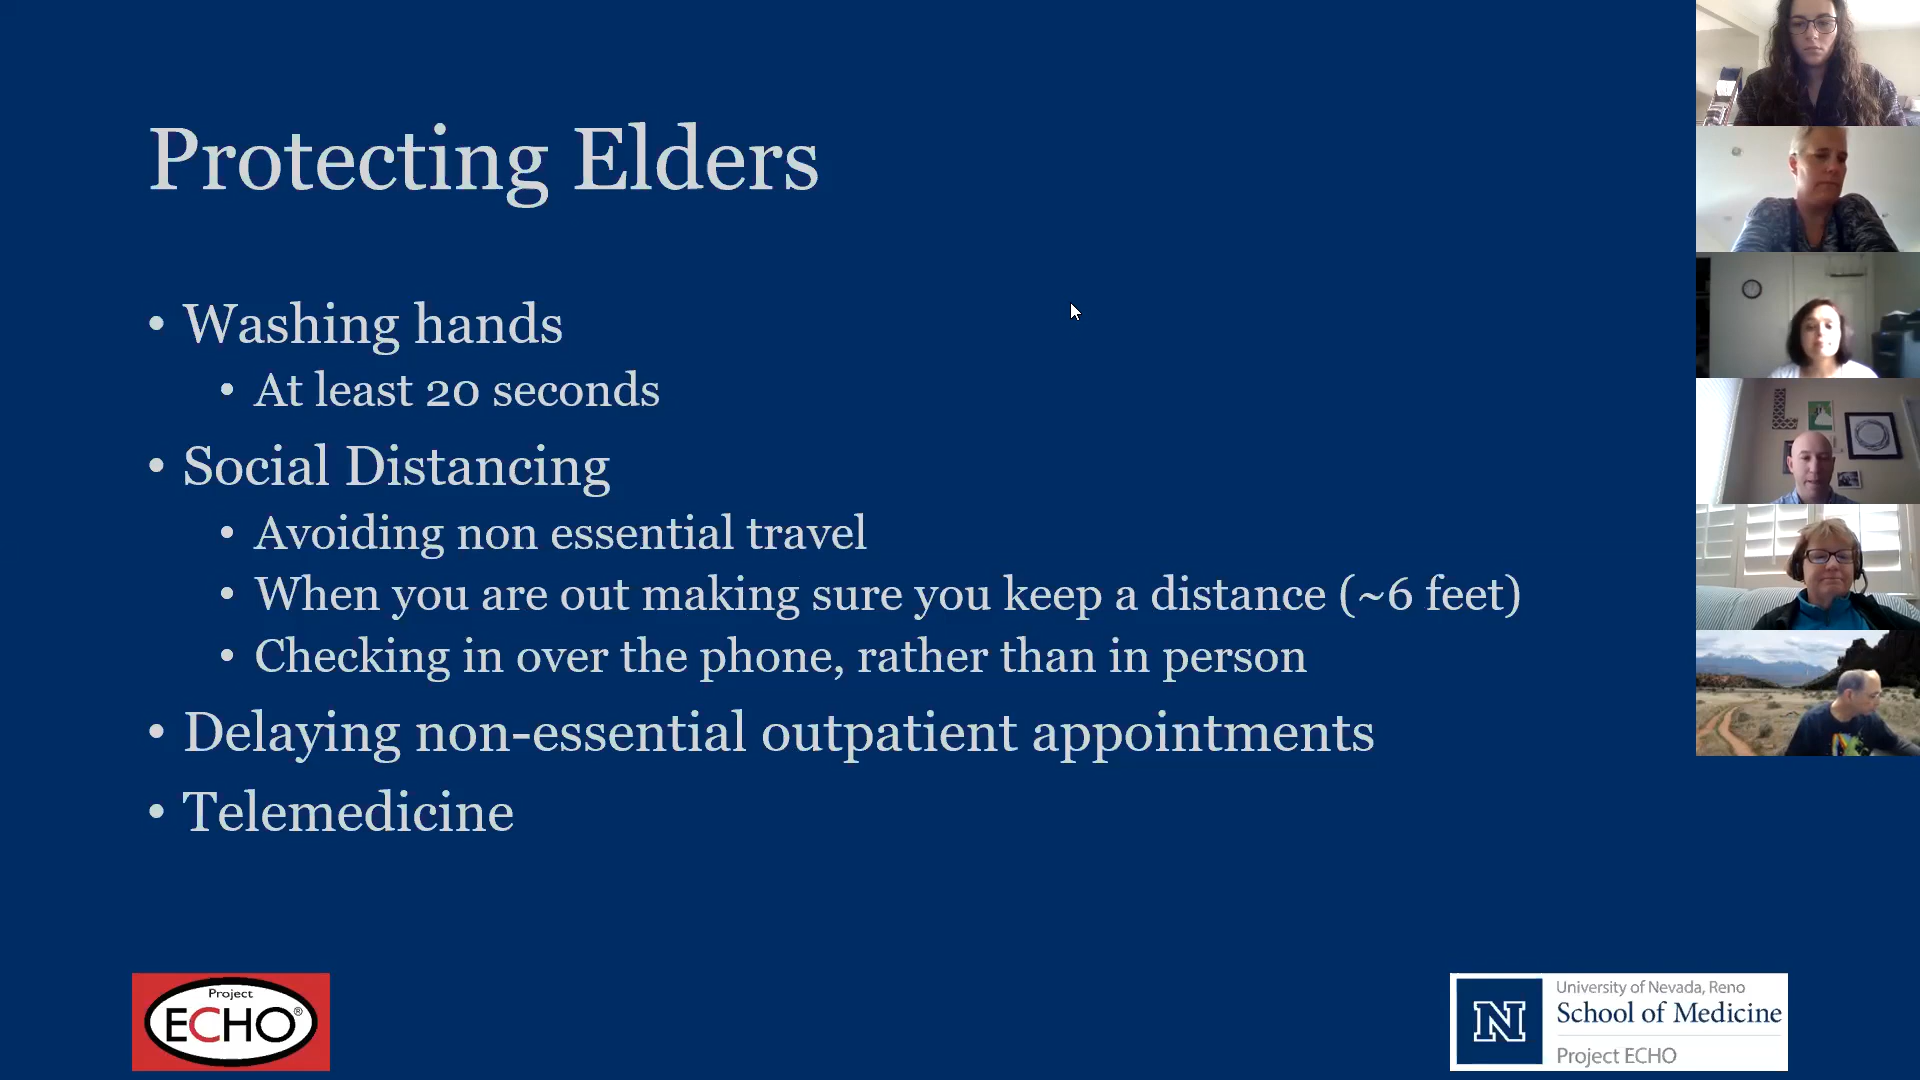 Protecting Elders
• Washing hands
• At least 20 seconds
• Social Distancing
• Avoiding non essential travel
• When you are out making sure you keep a distance (~6 feet)
• Checking in over the phone, rather than in person
• Delaying non-essential outpatient appointments
• Telemedicine
Project
ECHO®
N
University of Nevada, Reno
School of Medicine
Project ECHO